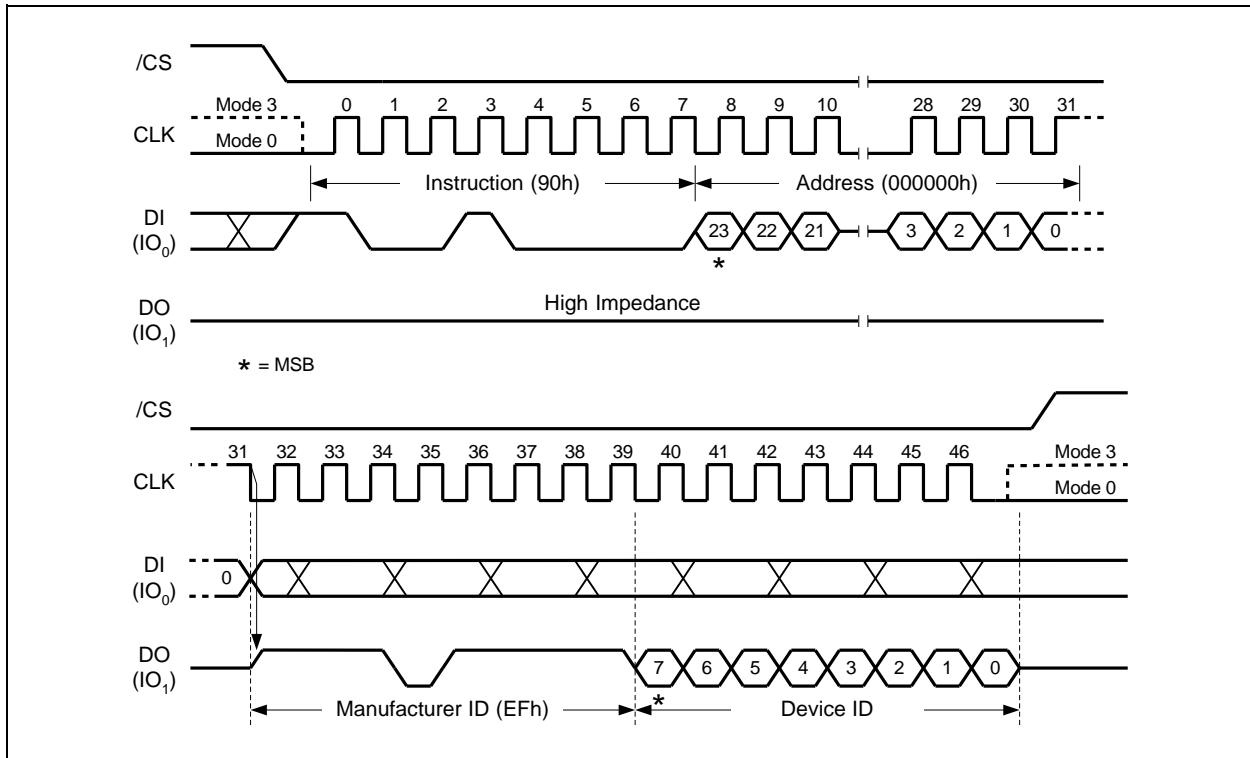 /CS
Mode 3
0 1 2 3 4 5 6 7 8 9 10 28 29 30 31
CLK
Mode 0
Instruction (90h)
Address (000000h)
DI
(IO0)
23 22 21 3 2 1 0
*
High Impedance
DO
(IO1)
* = MSB
/CS
31 32 33 34 35 36 37 38 39 40 41 42 43 44 45 46
Mode 3
CLK
Mode 0
DI
(IO0)
0
DO
(IO1)
7 6 5 4 3 2 1 0
*
Manufacturer ID (EFh)
Device ID